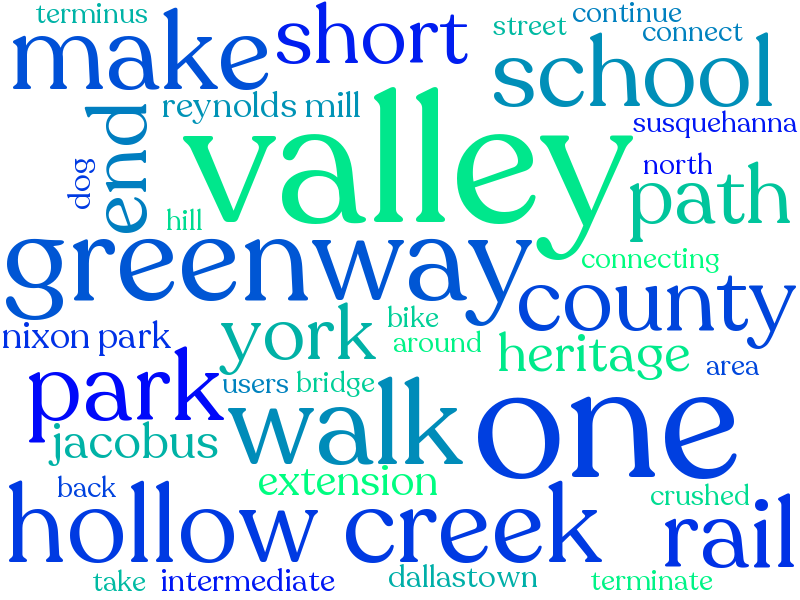 terminus
make
short
street
continue
connect
school
reynolds mill
end
valley
susquehanna
dog
north
path
hill
greenway
connecting
county
nixon park
york
bike
around
heritage
area
park
users
bridge
walk
one
jacobus
back
extension
hollow creek
crushed
rail
take
intermediate
dallastown
terminate